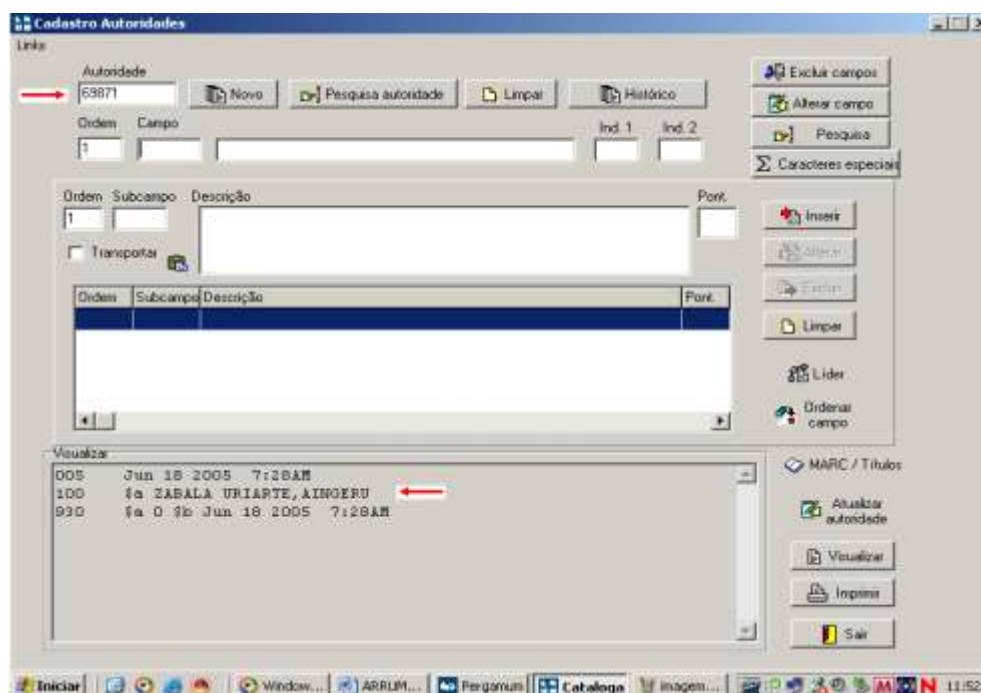 Cadastro Autoridades
Links
Autoridade
69871
Novo
Pesquisa autoridade
Limpar
Histórico
Excluir campos
Alterar campo
Pesquisa
Caracteres especiais
Ordem Campo Ind. 1 Ind. 2
1
Ordem Subcampo Descrição Pont.
1
Transportar
Inserir
Alterar
Excluir
Limpar
Ordem Subcampo Descrição Pont.
Líder
Ordenar
campo
MARC / Títulos
Visualizar
005 Jun 18 2005 7:28AM
100 $a ZABALA URIARTE,AINGERU
930 $a 0 $b Jun 18 2005 7:28AM
Atualizar
autoridade
Visualizar
Imprimir
Sair
Iniciar Window... ARRUM... Pergamum Cataloga imagem... 11:52